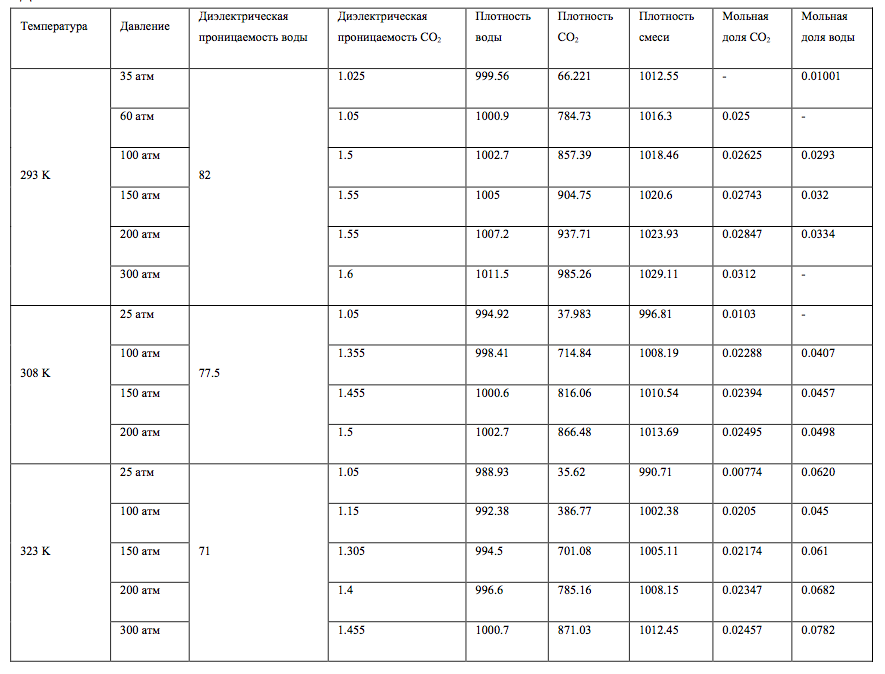 Температура Давление Диэлектрическая проницаемость воды Диэлектрическая проницаемость CO₂ Плотность воды Плотность CO₂ Плотность смеси Мольная доля CO₂ Мольная доля воды
293 K 35 атм 82 1.025 999.56 66.221 1012.55 - 0.01001
60 атм 1.05 1000.9 784.73 1016.3 0.025 -
100 атм 1.5 1002.7 857.39 1018.46 0.02625 0.0293
150 атм 1.55 1005 904.75 1020.6 0.02743 0.032
200 атм 1.55 1007.2 937.71 1023.93 0.02847 0.0334
300 атм 1.6 1011.5 985.26 1029.11 0.0312 -
308 K 25 атм 77.5 1.05 994.92 37.983 996.81 0.0103 -
100 атм 1.355 998.41 714.84 1008.19 0.02288 0.0407
150 атм 1.455 1000.6 816.06 1010.54 0.02394 0.0457
200 атм 1.5 1002.7 866.48 1013.69 0.02495 0.0498
323 K 25 атм 71 1.05 988.93 35.62 990.71 0.00774 0.0620
100 атм 1.15 992.38 386.77 1002.38 0.0205 0.045
150 атм 1.305 994.5 701.08 1005.11 0.02174 0.061
200 атм 1.4 996.6 785.16 1008.15 0.02347 0.0682
300 атм 1.455 1000.7 871.03 1012.45 0.02457 0.0782